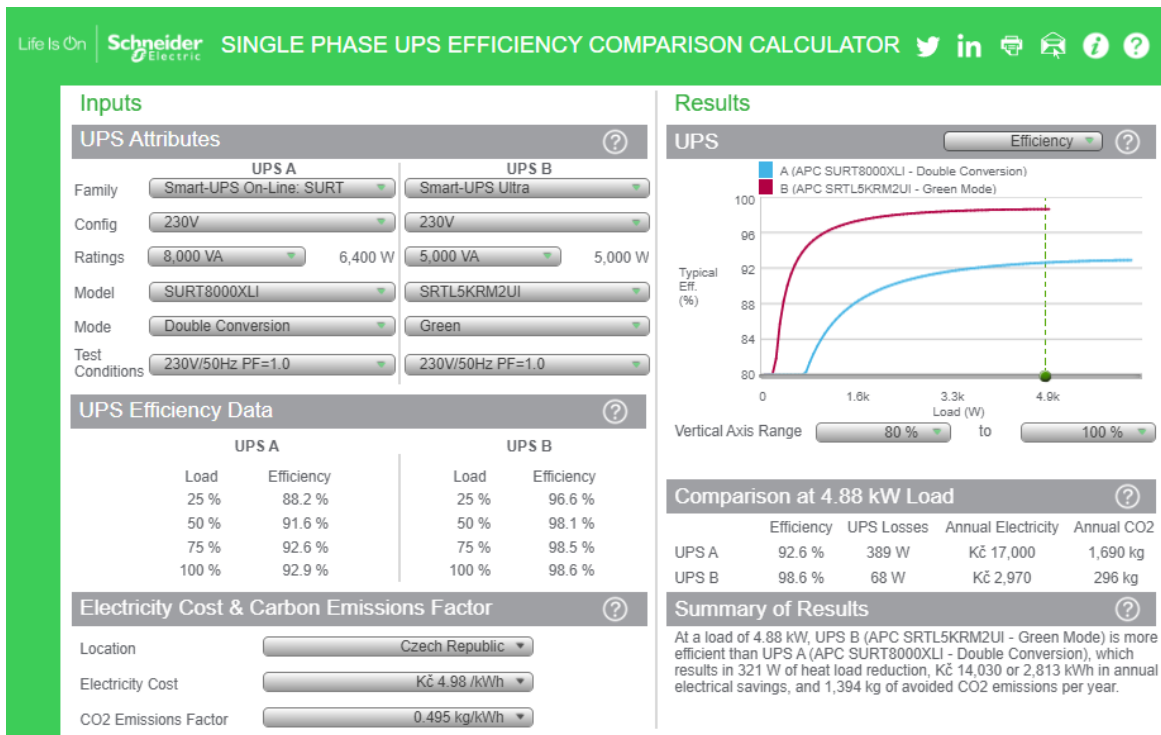 Life Is On Schneider Electric SINGLE PHASE UPS EFFICIENCY COMPARISON CALCULATOR
Inputs
UPS Attributes ?
UPS A UPS B
Family Smart-UPS On-Line: SURT Smart-UPS Ultra
Config 230V 230V
Ratings 8,000 VA 6,400 W 5,000 VA 5,000 W
Model SURT8000XLI SRTL5KRM2UI
Mode Double Conversion Green
Test Conditions 230V/50Hz PF=1.0 230V/50Hz PF=1.0
UPS Efficiency Data ?
UPS A UPS B
Load Efficiency Load Efficiency
25 % 88.2 % 25 % 96.6 %
50 % 91.6 % 50 % 98.1 %
75 % 92.6 % 75 % 98.5 %
100 % 92.9 % 100 % 98.6 %
Electricity Cost & Carbon Emissions Factor ?
Location Czech Republic
Electricity Cost Kč 4.98 /kWh
CO2 Emissions Factor 0.495 kg/kWh
Results
UPS Efficiency ?
A (APC SURT8000XLI - Double Conversion)
B (APC SRTL5KRM2UI - Green Mode)
100
96
92
88
84
80
Typical
Eff.
(%)
0 1.6k 3.3k 4.9k
Load (W)
Vertical Axis Range 80 % to 100 %
Comparison at 4.88 kW Load ?
Efficiency UPS Losses Annual Electricity Annual CO2
UPS A 92.6 % 389 W Kč 17,000 1,690 kg
UPS B 98.6 % 68 W Kč 2,970 296 kg
Summary of Results ?
At a load of 4.88 kW, UPS B (APC SRTL5KRM2UI - Green Mode) is more
efficient than UPS A (APC SURT8000XLI - Double Conversion), which
results in 321 W of heat load reduction, Kč 14,030 or 2,813 kWh in annual
electrical savings, and 1,394 kg of avoided CO2 emissions per year.